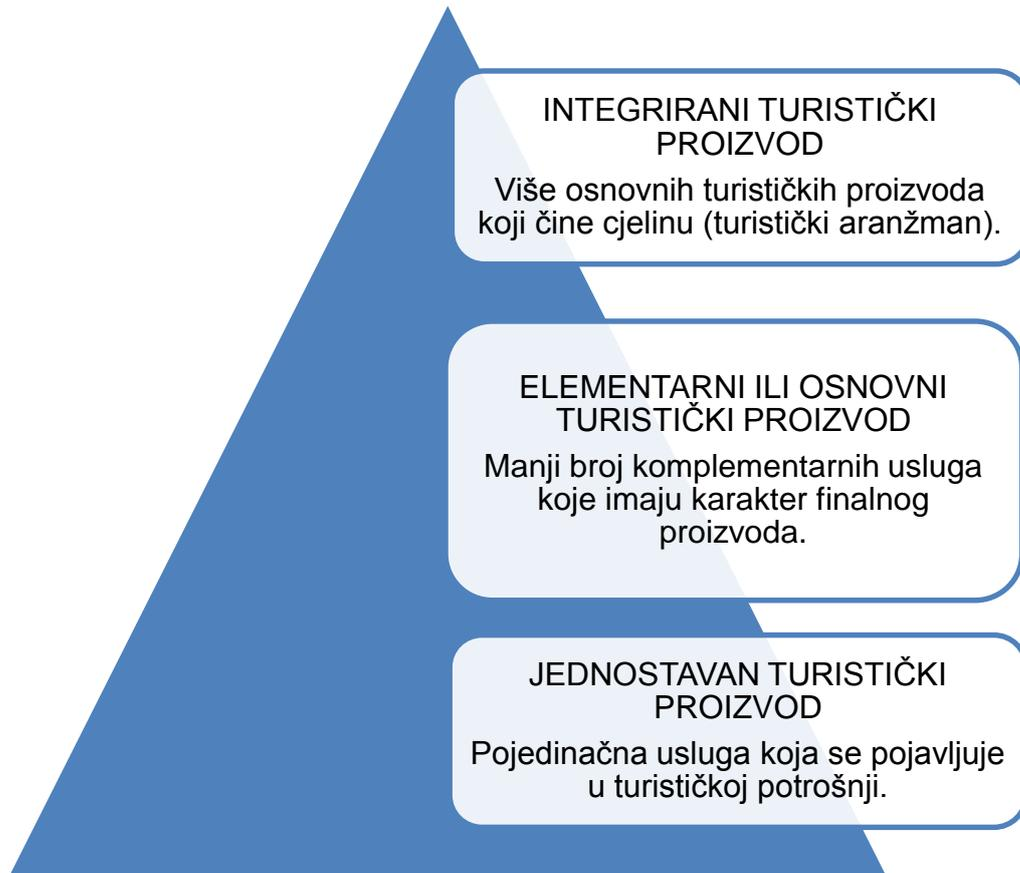 INTEGRIRANI TURISTIČKI
PROIZVOD
Više osnovnih turističkih proizvoda
koji čine cjelinu (turistički aranžman).
ELEMENTARNI ILI OSNOVNI
TURISTIČKI PROIZVOD
Manji broj komplementarnih usluga
koje imaju karakter finalnog
proizvoda.
JEDNOSTAVAN TURISTIČKI
PROIZVOD
Pojedinačna usluga koja se pojavljuje
u turističkoj potrošnji.